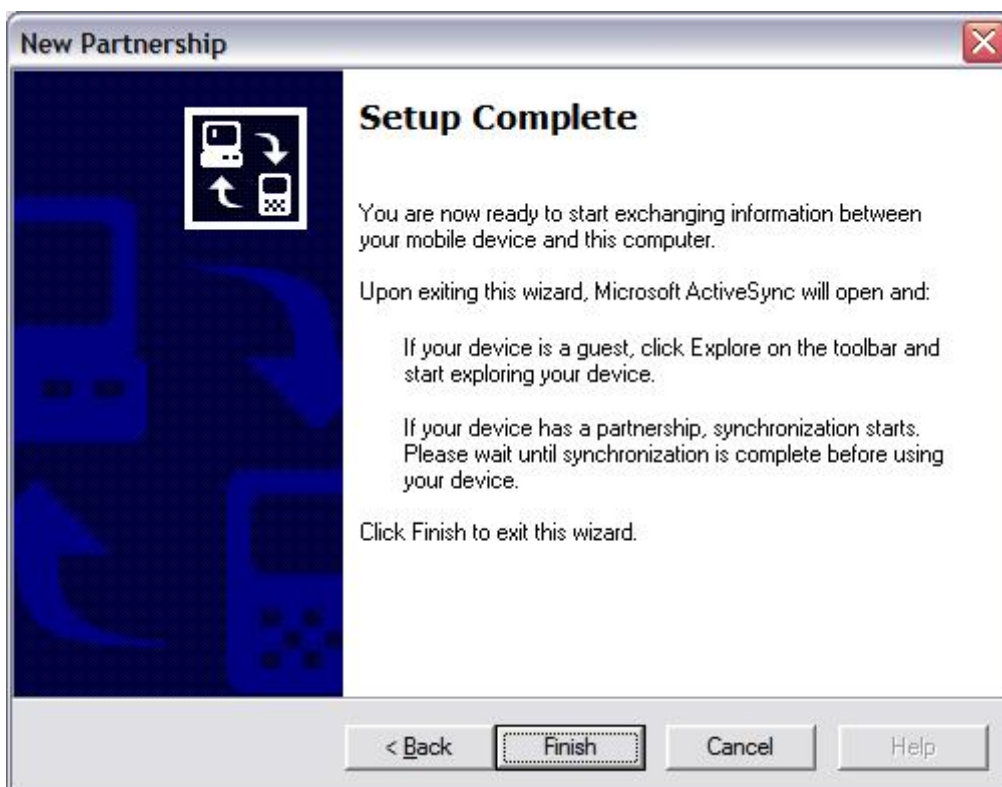 New Partnership
Setup Complete
You are now ready to start exchanging information between
your mobile device and this computer.
Upon exiting this wizard, Microsoft ActiveSync will open and:
If your device is a guest, click Explore on the toolbar and
start exploring your device.
If your device has a partnership, synchronization starts.
Please wait until synchronization is complete before using
your device.
Click Finish to exit this wizard.
< Back
Finish
Cancel
Help